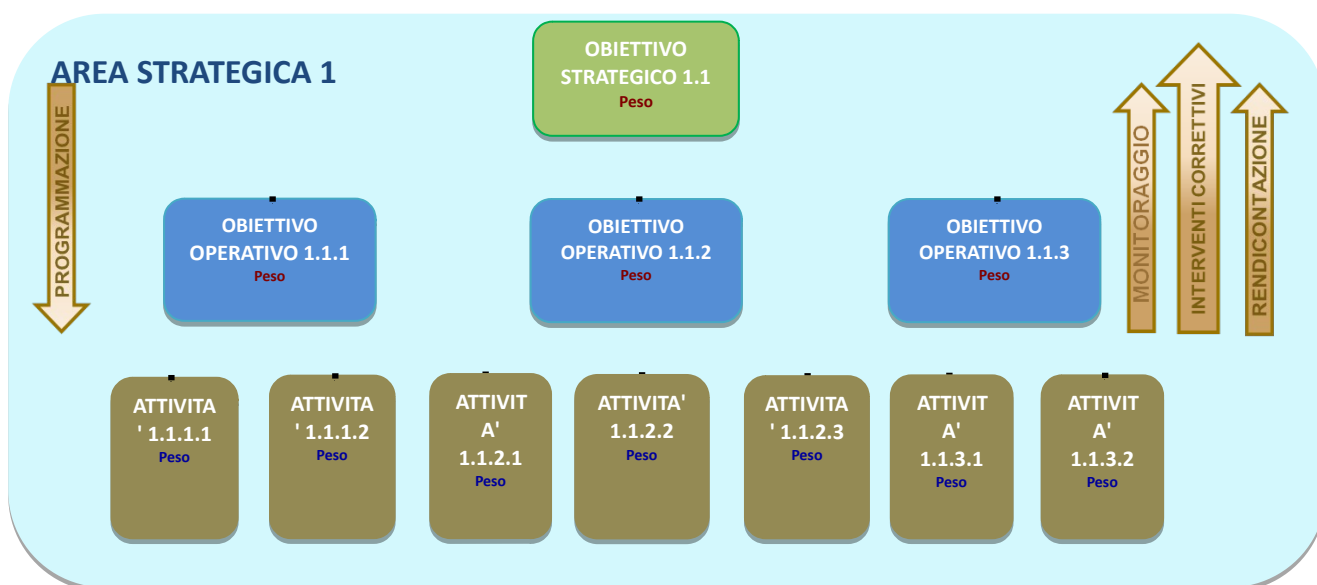 AREA STRATEGICA 1
OBIETTIVO
STRATEGICO 1.1
Peso
PROGRAMMAZIONE
MONITORAGGIO
INTERVENTI CORRETTIVI
RENDICONTAZIONE
OBIETTIVO
OPERATIVO 1.1.1
Peso
OBIETTIVO
OPERATIVO 1.1.2
Peso
OBIETTIVO
OPERATIVO 1.1.3
Peso
ATTIVITA
' 1.1.1.1
Peso
ATTIVITA
' 1.1.1.2
Peso
ATTIVIT
A'
1.1.2.1
Peso
ATTIVITA'
1.1.2.2
Peso
ATTIVITA
' 1.1.2.3
Peso
ATTIVIT
A'
1.1.3.1
Peso
ATTIVIT
A'
1.1.3.2
Peso